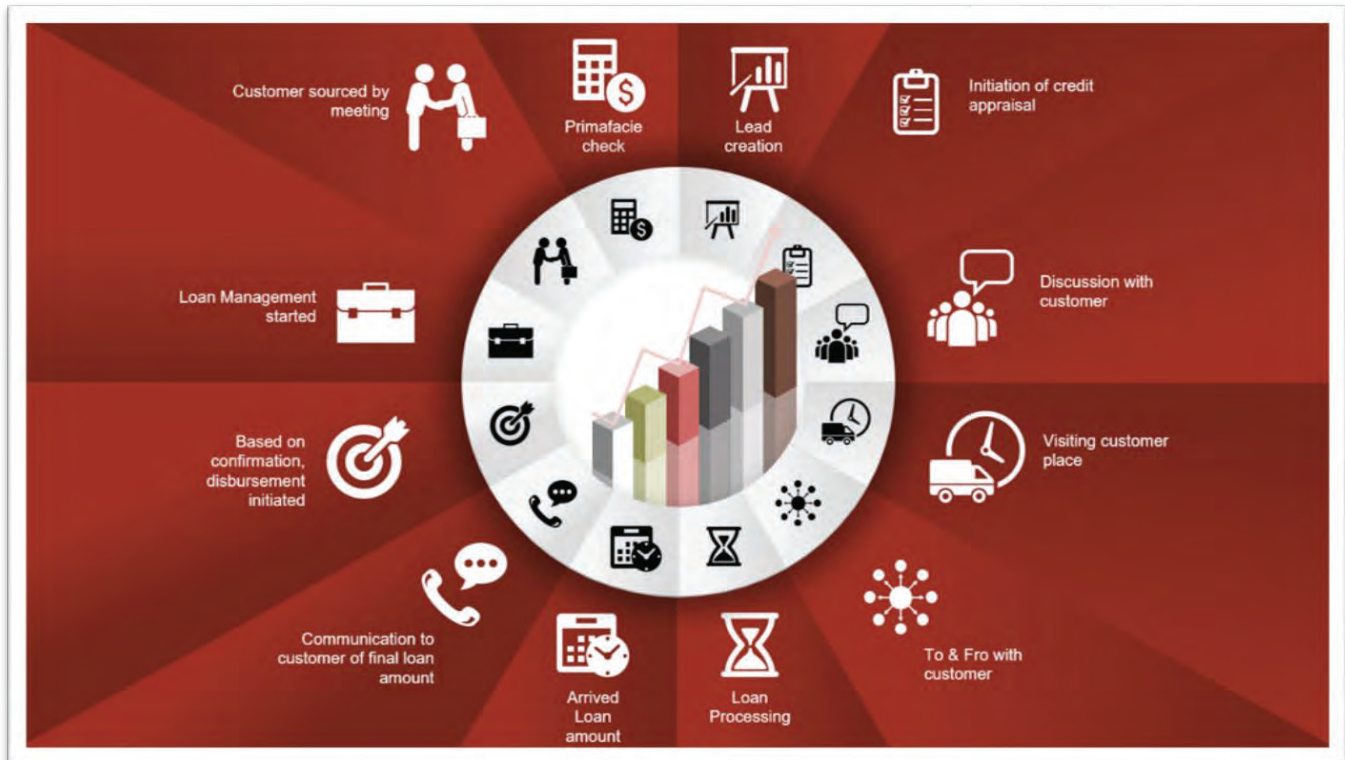 Customer sourced by
meeting
Primafacie
check
Lead
creation
Initiation of credit
appraisal
Discussion with
customer
Visiting customer
place
To & Fro with
customer
Loan
Processing
Arrived
Loan
amount
Communication to
customer of final loan
amount
Based on
confirmation,
disbursement
initiated
Loan Management
started